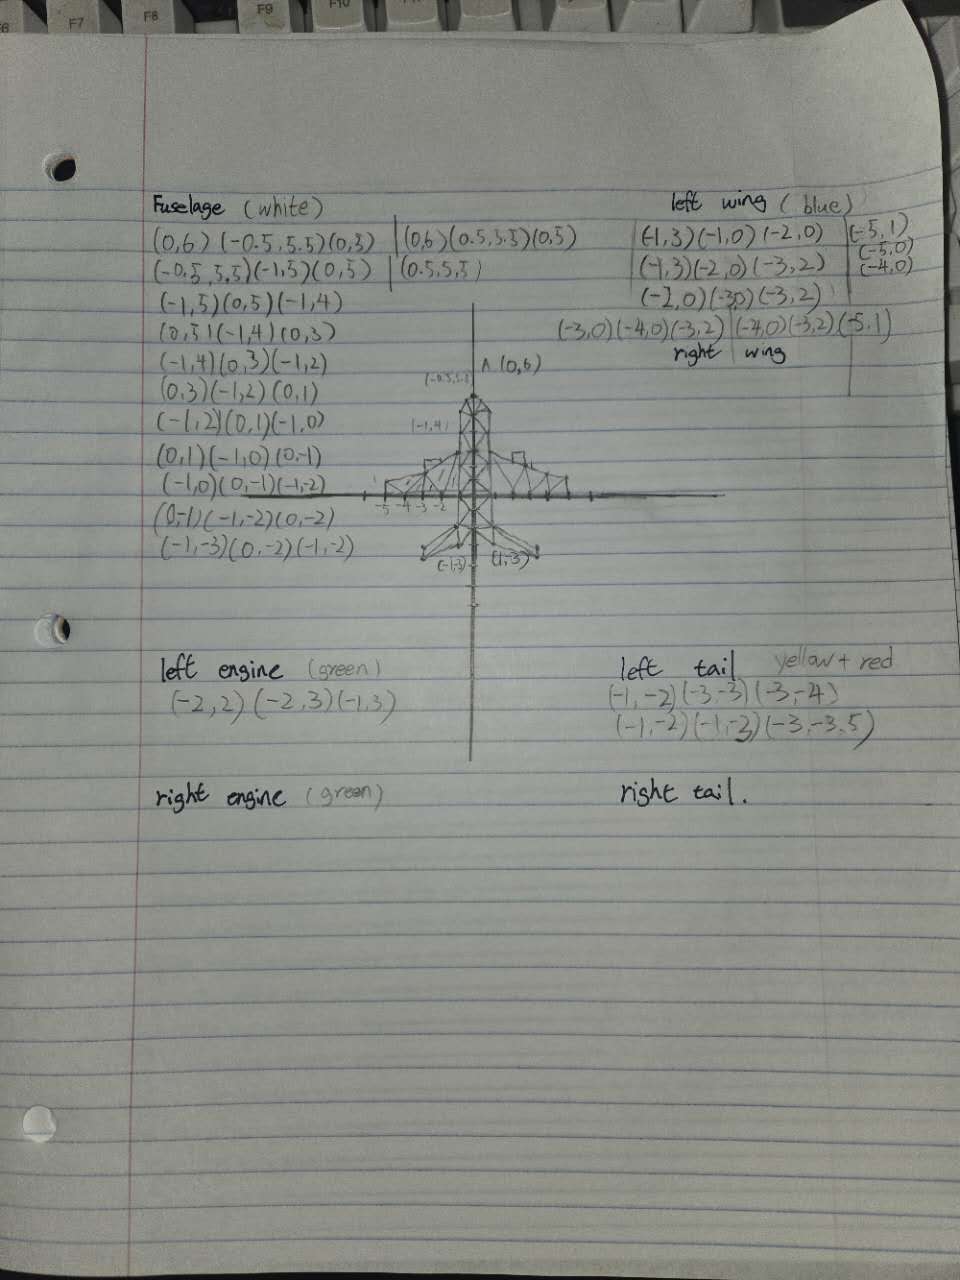 F7 F8 F9 F10
Fuselage (white)
(0,6) (-0.5,5.5)(0,5) (0,6)(0.5,5.5)(0,5)
(-0.5,5.5)(-1,5)(0,5) (0.5,5.5)
(-1,5)(0,5)(-1,4)
(0,5)(-1,4)(0,3)
(-1,4)(0,3)(-1,2)
(0,3)(-1,2)(0,1)
(-1,2)(0,1)(-1,0)
(0,1)(-1,0)(0,-1)
(-1,0)(0,-1)(-1,-2)
(0,-1)(-1,-2)(0,-2)
(-1,-3)(0,-2)(-1,-2)
left wing (blue)
(-1,3)(-1,0)(-2,0) (-5,1)
(-5,0)
(-1,3)(-2,0)(-3,2) (-4,0)
(-2,0)(-3,0)(-3,2)
(-3,0)(-4,0)(-3,2) (-4,0)(-3,2)(-5,1)
right wing
(0,6)
(-1,4)
-5 -4 -3 -2
(-1,-3) (1,-3)
left engine (green)
(-2,2)(-2,3)(-1,3)
left tail yellow + red
(-1,-2)(-3,-3)(-3,-4)
(-1,-2)(-1,-3)(-3,-3.5)
right engine (green)
right tail.